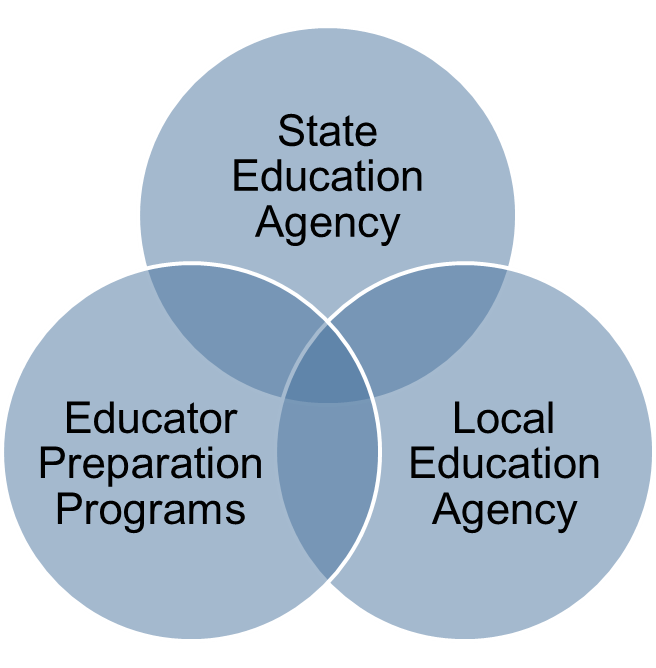 State
Education
Agency
Educator
Preparation
Programs
Local
Education
Agency